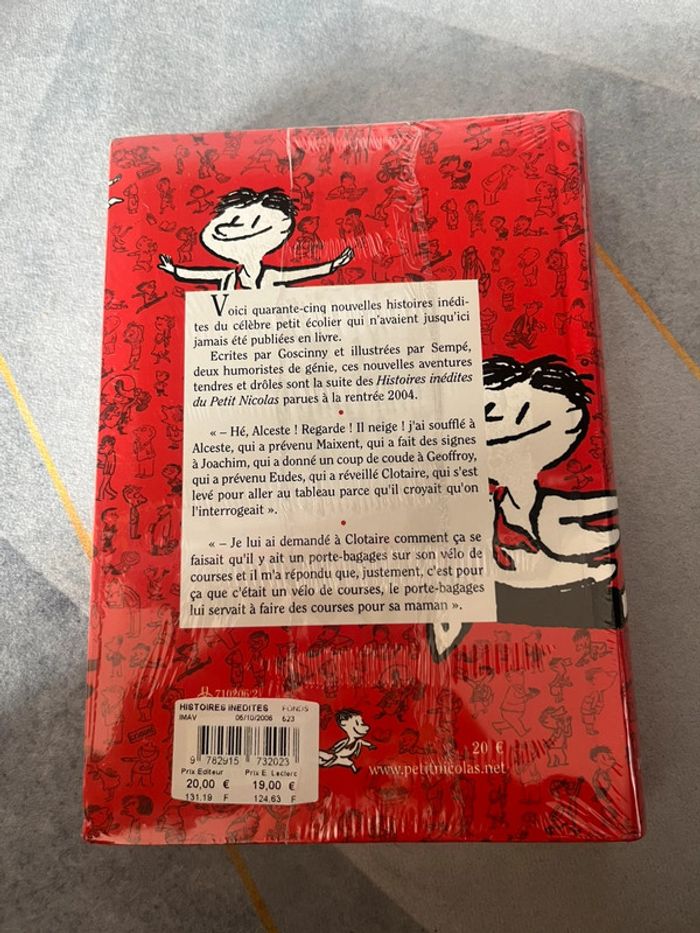 Voici quarante-cinq nouvelles histoires inédi-
tes du célèbre petit écolier qui n'avaient jusqu'ici
jamais été publiées en livre.
Ecrites par Goscinny et illustrées par Sempé,
deux humoristes de génie, ces nouvelles aventures
tendres et drôles sont la suite des Histoires inédites
du Petit Nicolas parues à la rentrée 2004.
•
« – Hé, Alceste ! Regarde ! Il neige ! j'ai soufflé à
Alceste, qui a prévenu Maixent, qui a fait des signes
à Joachim, qui a donné un coup de coude à Geoffroy,
qui a prévenu Eudes, qui a réveillé Clotaire, qui s'est
levé pour aller au tableau parce qu'il croyait qu'on
l'interrogeait ».
•
« – Je lui ai demandé à Clotaire comment ça se
faisait qu'il y ait un porte-bagages sur son vélo de
courses et il m'a répondu que, justement, c'est pour
ça que c'était un vélo de courses, le porte-bagages
lui servait à faire des courses pour sa maman ».
HISTOIRES INEDITES FONDS
IMAV 05/10/2006 623
9 782915 732023
Prix Editeur Prix E. Leclerc
20,00 € 19,00 €
131,19 F 124,63 F
20 €
www.petitnicolas.net